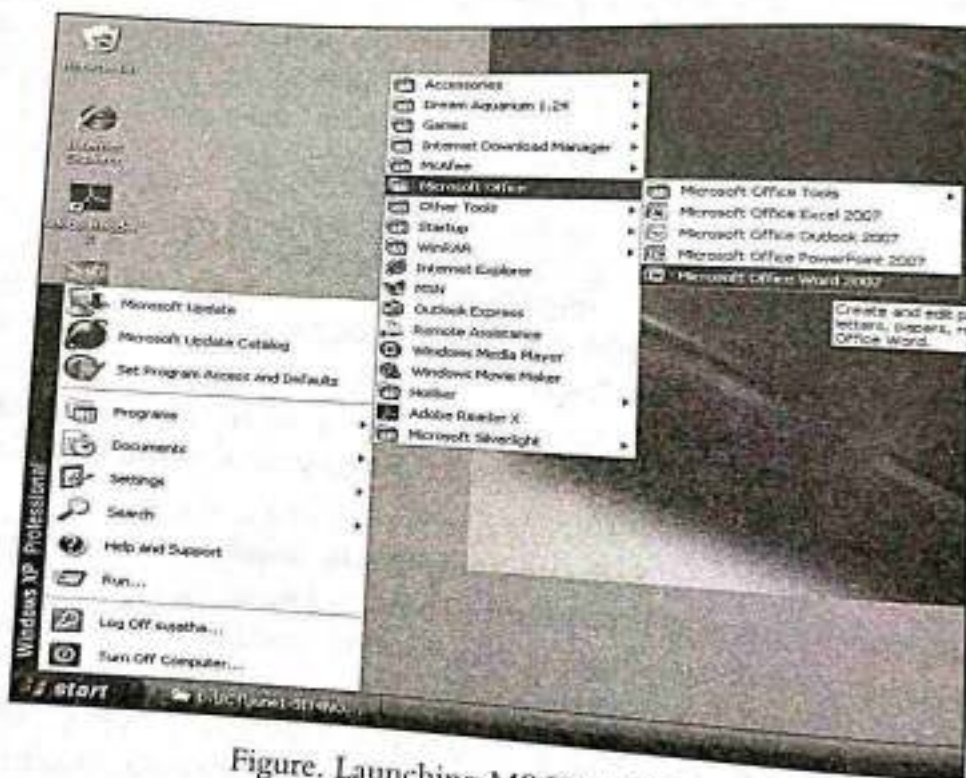 Internet
Explorer
Microsoft Update
Microsoft Update Catalog
Set Program Access and Defaults
Programs
Documents
Settings
Search
Help and Support
Run...
Log Off sujatha...
Turn Off Computer...
Windows XP Professional
start
Accessories
Dream Aquarium 1.24
Games
Internet Download Manager
McAfee
Microsoft Office
Other Tools
Startup
WinRAR
Internet Explorer
MSN
Outlook Express
Remote Assistance
Windows Media Player
Windows Movie Maker
Adobe Reader X
Microsoft Silverlight
Microsoft Office Tools
Microsoft Office Excel 2007
Microsoft Office Outlook 2007
Microsoft Office PowerPoint 2007
Microsoft Office Word 2007
Create and edit p
letters, papers, r
Office Word.
Figure. Launching